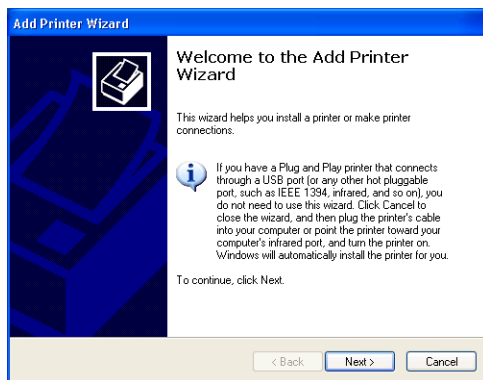 Add Printer Wizard
Welcome to the Add Printer
Wizard
This wizard helps you install a printer or make printer
connections.
If you have a Plug and Play printer that connects
through a USB port (or any other hot pluggable
port, such as IEEE 1394, infrared, and so on), you
do not need to use this wizard. Click Cancel to
close the wizard, and then plug the printer's cable
into your computer or point the printer toward your
computer's infrared port, and turn the printer on.
Windows will automatically install the printer for you.
To continue, click Next.
< Back
Next >
Cancel